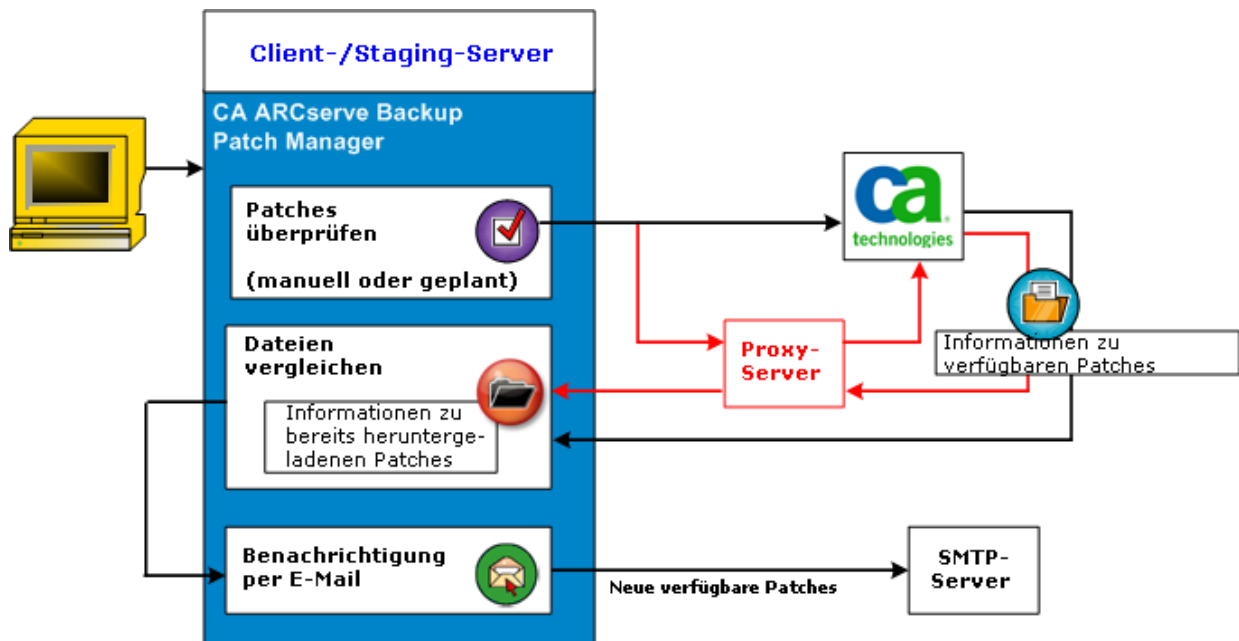 Client-/Staging-Server
CA ARCserve Backup
Patch Manager
Patches
überprüfen
(manuell oder geplant)
ca
technologies
Informationen zu
verfügbaren Patches
Proxy-
Server
Dateien
vergleichen
Informationen zu
bereits herunterge-
ladenen Patches
Benachrichtigung
per E-Mail
Neue verfügbare Patches
SMTP-
Server